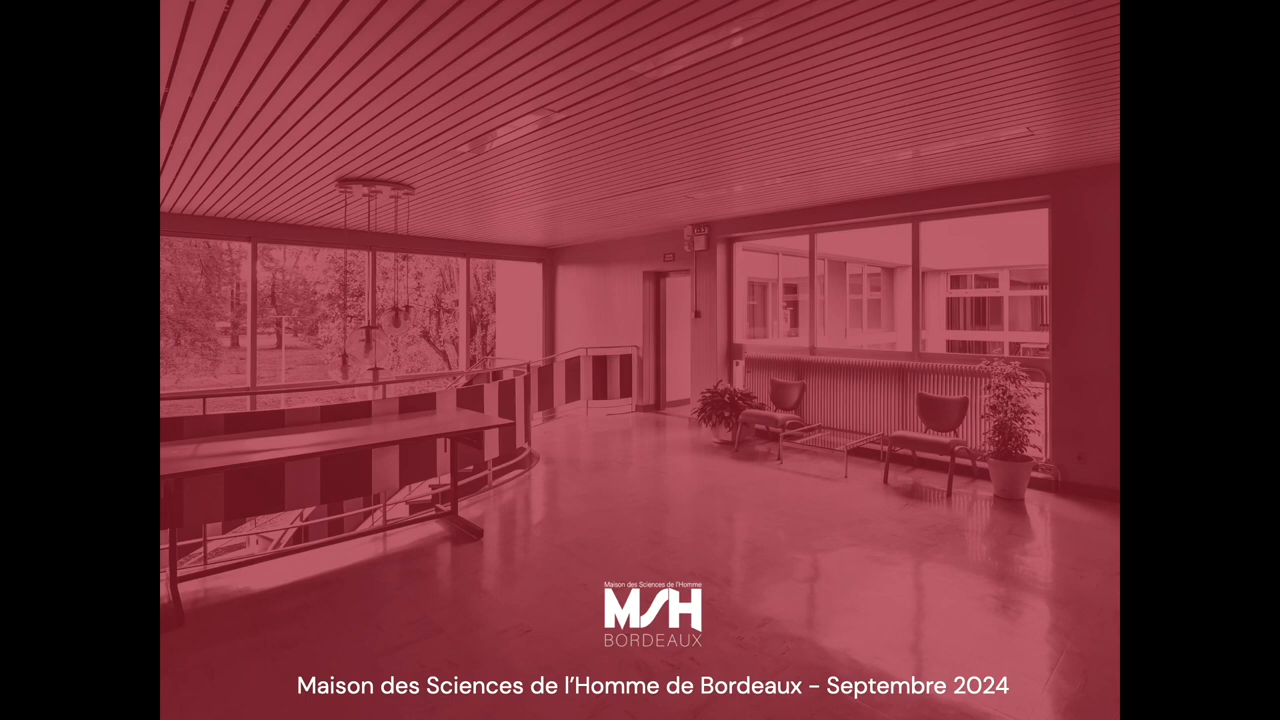 Maison des Sciences de l'Homme
MSH
BORDEAUX
Maison des Sciences de l'Homme de Bordeaux - Septembre 2024